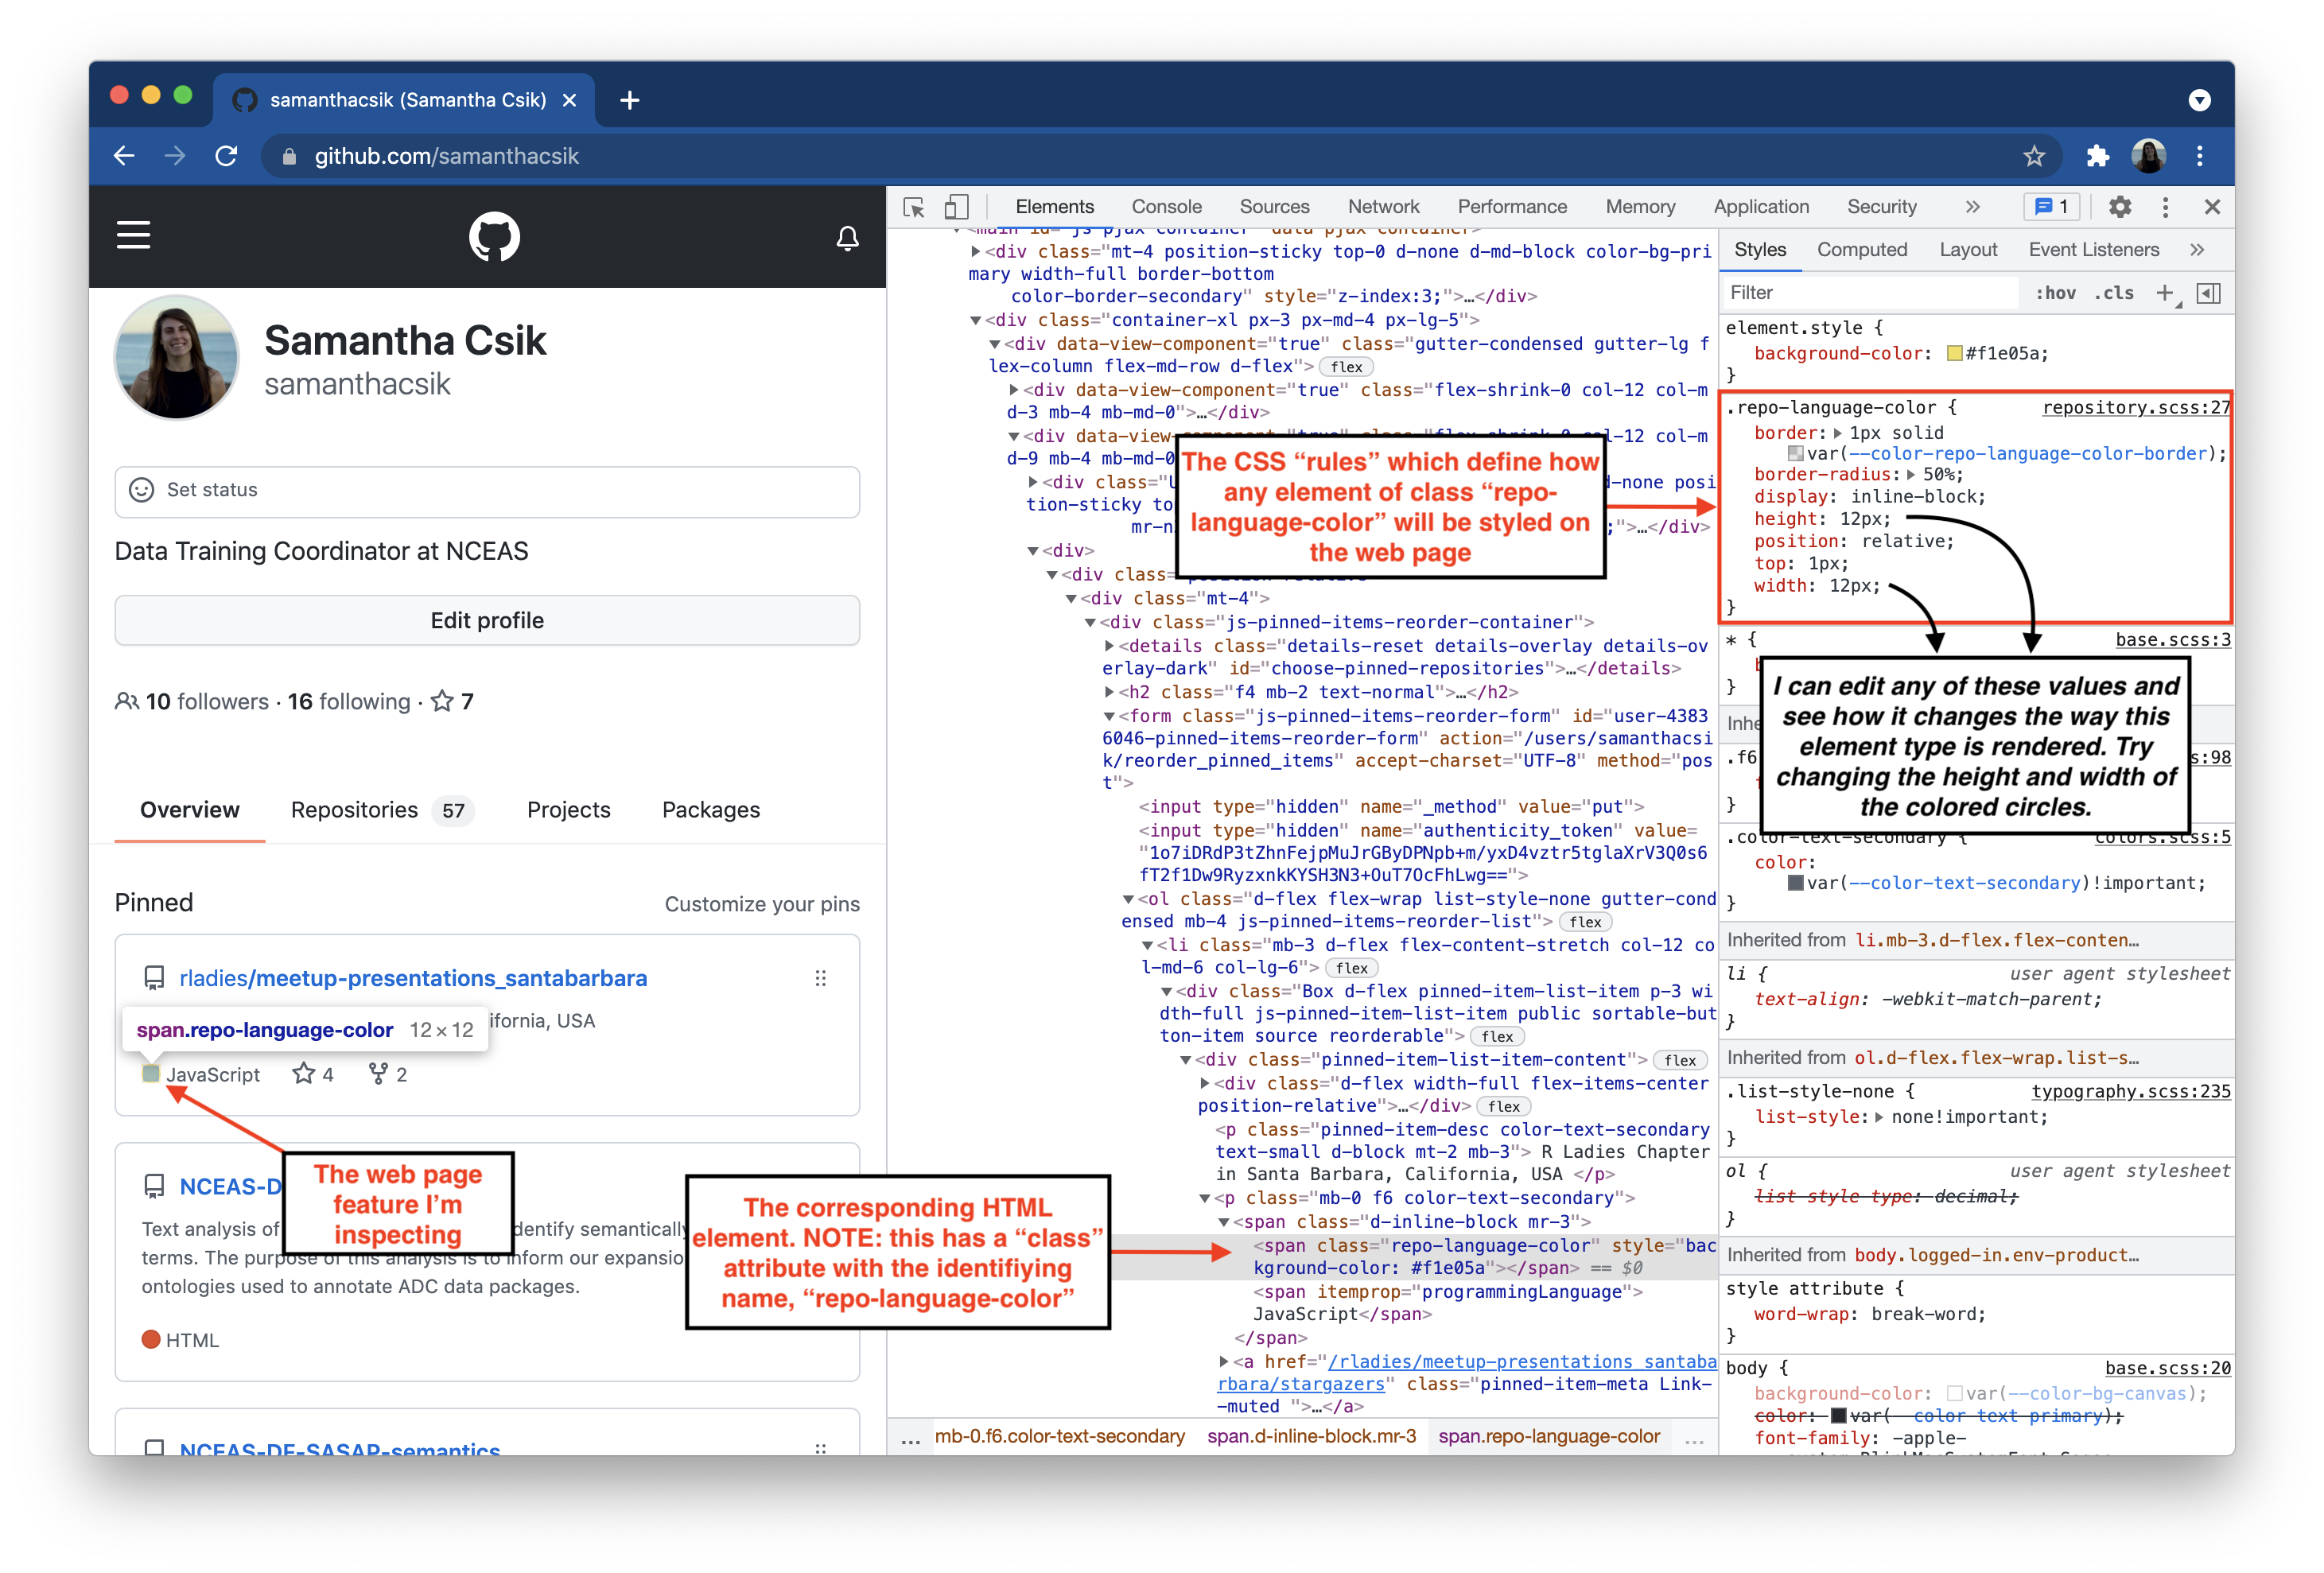 samanthacsik (Samantha Csik)
github.com/samanthacsik
Samantha Csik
samanthacsik
Set status
Data Training Coordinator at NCEAS
Edit profile
10 followers · 16 following · 7
Overview Repositories 57 Projects Packages
Pinned Customize your pins
rladies/meetup-presentations_santabarbara
ifornia, USA
span.repo-language-color 12 × 12
JavaScript 4 2
The web page
feature I'm
inspecting
NCEAS-D
Text analysis of dentify semantically
terms. The purpose of this analysis is to inform our expansio
ontologies used to annotate ADC data packages.
HTML
NCEAS-DF-SASAP-semantics
Elements Console Sources Network Performance Memory Application Security » 1
<main id="js-pjax-container" data-pjax-container>
<div class="mt-4 position-sticky top-0 d-none d-md-block color-bg-pri
mary width-full border-bottom
color-border-secondary" style="z-index:3;">…</div>
<div class="container-xl px-3 px-md-4 px-lg-5">
<div data-view-component="true" class="gutter-condensed gutter-lg f
lex-column flex-md-row d-flex"> flex
<div data-view-component="true" class="flex-shrink-0 col-12 col-m
d-3 mb-4 mb-md-0">…</div>
<div data-view-component="true" class="flex-shrink-0 col-12 col-m
d-9 mb-4 mb-md-0
<div class="U d-none posi
tion-sticky to
mr-n ;">…</div>
The CSS “rules” which define how
any element of class “repo-
language-color” will be styled on
the web page
<div>
<div class="position-relative"
<div class="mt-4">
<div class="js-pinned-items-reorder-container">
<details class="details-reset details-overlay details-ov
erlay-dark" id="choose-pinned-repositories">…</details>
<h2 class="f4 mb-2 text-normal">…</h2>
<form class="js-pinned-items-reorder-form" id="user-4383
6046-pinned-items-reorder-form" action="/users/samanthacsi
k/reorder_pinned_items" accept-charset="UTF-8" method="pos
t">
<input type="hidden" name="_method" value="put">
<input type="hidden" name="authenticity_token" value=
"1o7iDRdP3tZhnFejpMuJrGByDPNpb+m/yxD4vztr5tglaXrV3Q0s6
fT2f1Dw9RyzxnkKYSH3N3+OuT7OcFhLwg==">
<ol class="d-flex flex-wrap list-style-none gutter-cond
ensed mb-4 js-pinned-items-reorder-list"> flex
<li class="mb-3 d-flex flex-content-stretch col-12 co
l-md-6 col-lg-6"> flex
<div class="Box d-flex pinned-item-list-item p-3 wi
dth-full js-pinned-item-list-item public sortable-but
ton-item source reorderable"> flex
<div class="pinned-item-list-item-content"> flex
<div class="d-flex width-full flex-items-center
position-relative">…</div> flex
<p class="pinned-item-desc color-text-secondary
text-small d-block mt-2 mb-3"> R Ladies Chapter
in Santa Barbara, California, USA </p>
<p class="mb-0 f6 color-text-secondary">
<span class="d-inline-block mr-3">
<span class="repo-language-color" style="bac
kground-color: #f1e05a"></span> == $0
<span itemprop="programmingLanguage">
JavaScript</span>
</span>
<a href="/rladies/meetup-presentations_santaba
rbara/stargazers" class="pinned-item-meta Link-
-muted ">…</a>
The corresponding HTML
element. NOTE: this has a “class”
attribute with the identifiying
name, “repo-language-color”
... mb-0.f6.color-text-secondary span.d-inline-block.mr-3 span.repo-language-color ...
Styles Computed Layout Event Listeners »
Filter :hov .cls
element.style {
background-color: #f1e05a;
}
.repo-language-color { repository.scss:27
border: 1px solid
var(--color-repo-language-color-border);
border-radius: 50%;
display: inline-block;
height: 12px;
position: relative;
top: 1px;
width: 12px;
}
* { base.scss:3
}
I can edit any of these values and
see how it changes the way this
element type is rendered. Try
changing the height and width of
the colored circles.
Inhe
.f6 s:98
}
.color-text-secondary { colors.scss:5
color:
var(--color-text-secondary)!important;
}
Inherited from li.mb-3.d-flex.flex-conten…
li { user agent stylesheet
text-align: -webkit-match-parent;
}
Inherited from ol.d-flex.flex-wrap.list-s…
.list-style-none { typography.scss:235
list-style: none!important;
}
ol { user agent stylesheet
list-style-type: decimal;
}
Inherited from body.logged-in.env-product…
style attribute {
word-wrap: break-word;
}
body { base.scss:20
background-color: var(--color-bg-canvas);
color: var(--color-text-primary);
font-family: -apple-